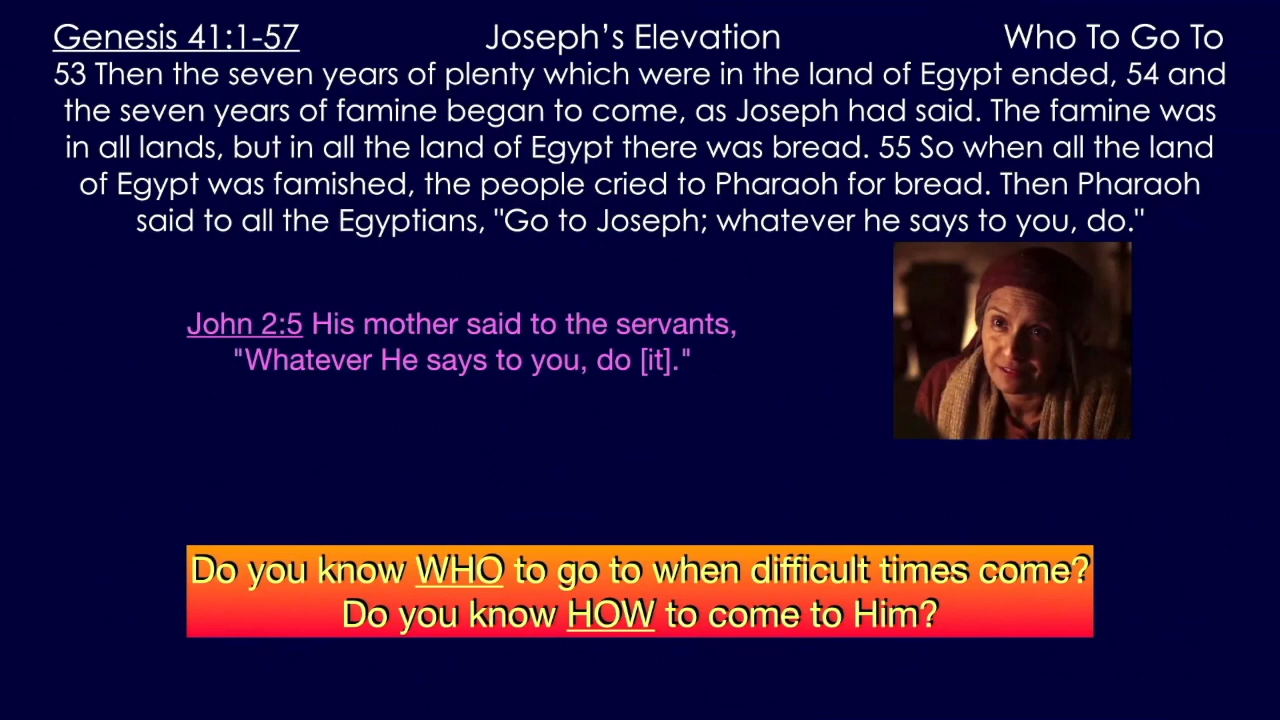 Genesis 41:1-57 Joseph’s Elevation Who To Go To
53 Then the seven years of plenty which were in the land of Egypt ended, 54 and
the seven years of famine began to come, as Joseph had said. The famine was
in all lands, but in all the land of Egypt there was bread. 55 So when all the land
of Egypt was famished, the people cried to Pharaoh for bread. Then Pharaoh
said to all the Egyptians, "Go to Joseph; whatever he says to you, do."
John 2:5 His mother said to the servants,
"Whatever He says to you, do [it]."
Do you know WHO to go to when difficult times come?
Do you know HOW to come to Him?